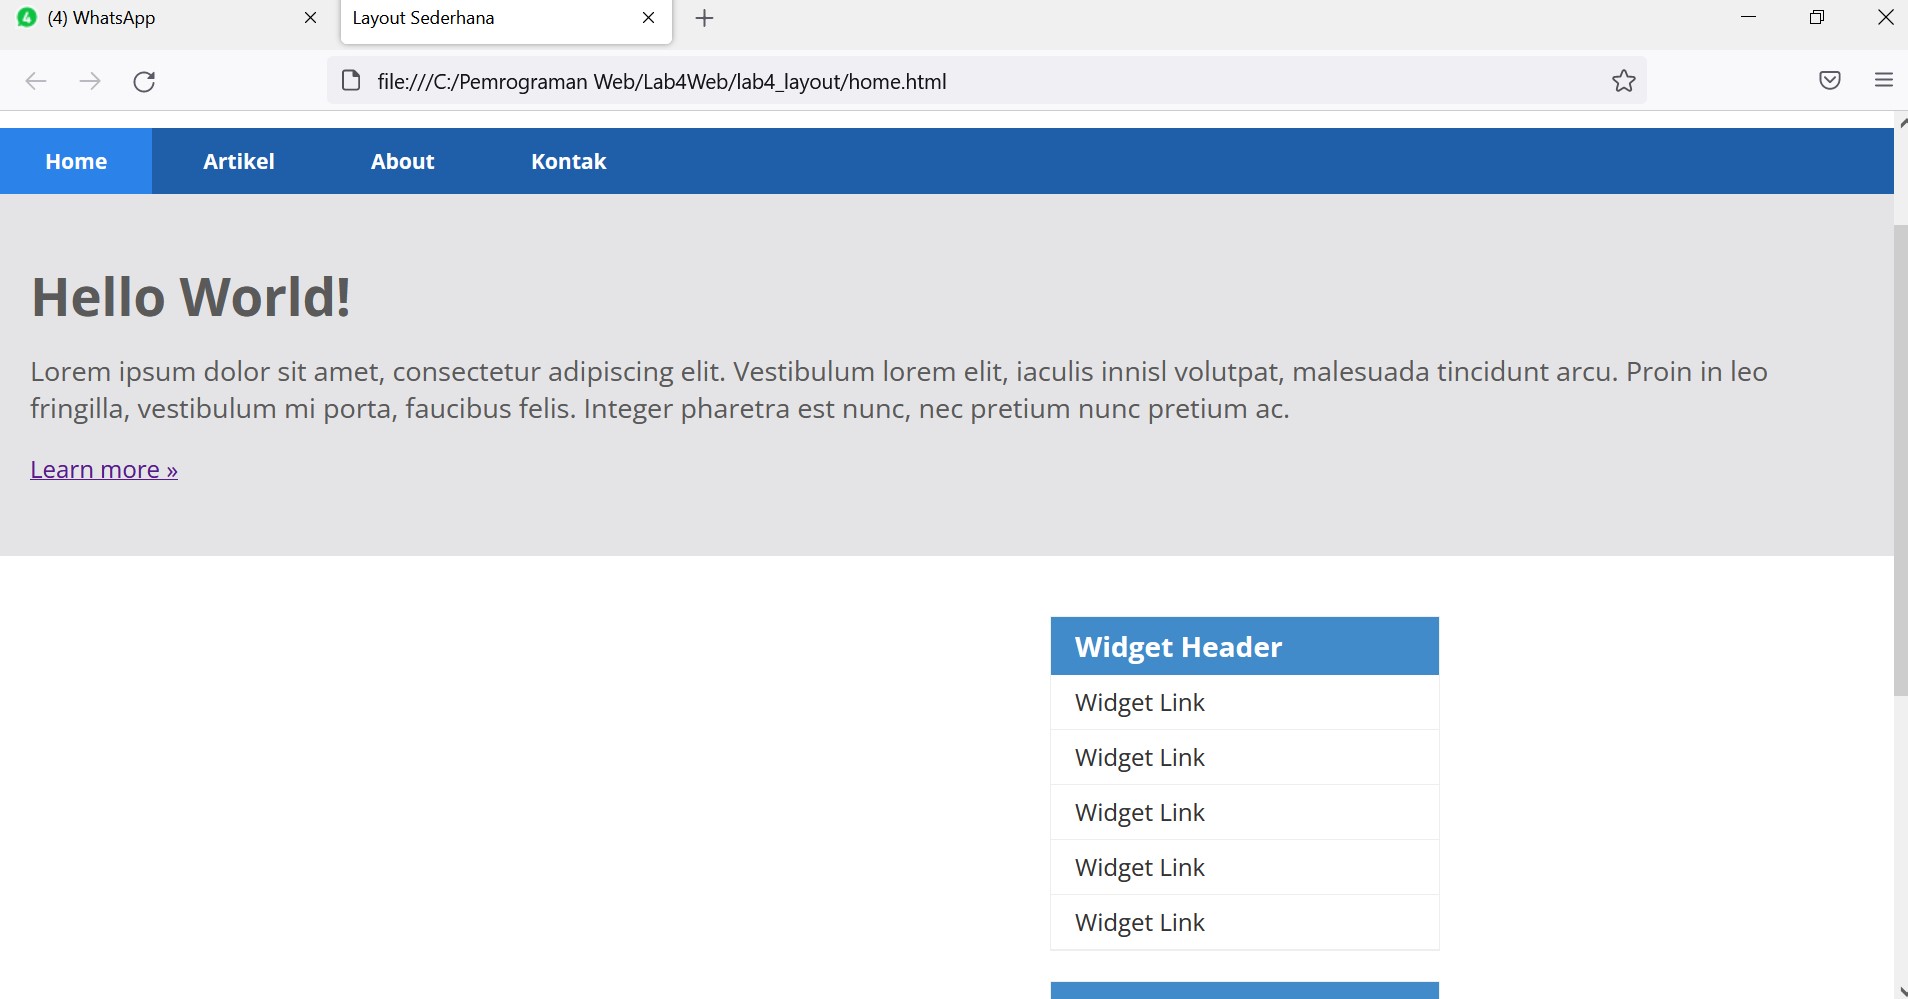 (4) WhatsApp
Layout Sederhana
file:///C:/Pemrograman Web/Lab4Web/lab4_layout/home.html
Home Artikel About Kontak
Hello World!
Lorem ipsum dolor sit amet, consectetur adipiscing elit. Vestibulum lorem elit, iaculis innisl volutpat, malesuada tincidunt arcu. Proin in leo
fringilla, vestibulum mi porta, faucibus felis. Integer pharetra est nunc, nec pretium nunc pretium ac.
Learn more »
Widget Header
Widget Link
Widget Link
Widget Link
Widget Link
Widget Link